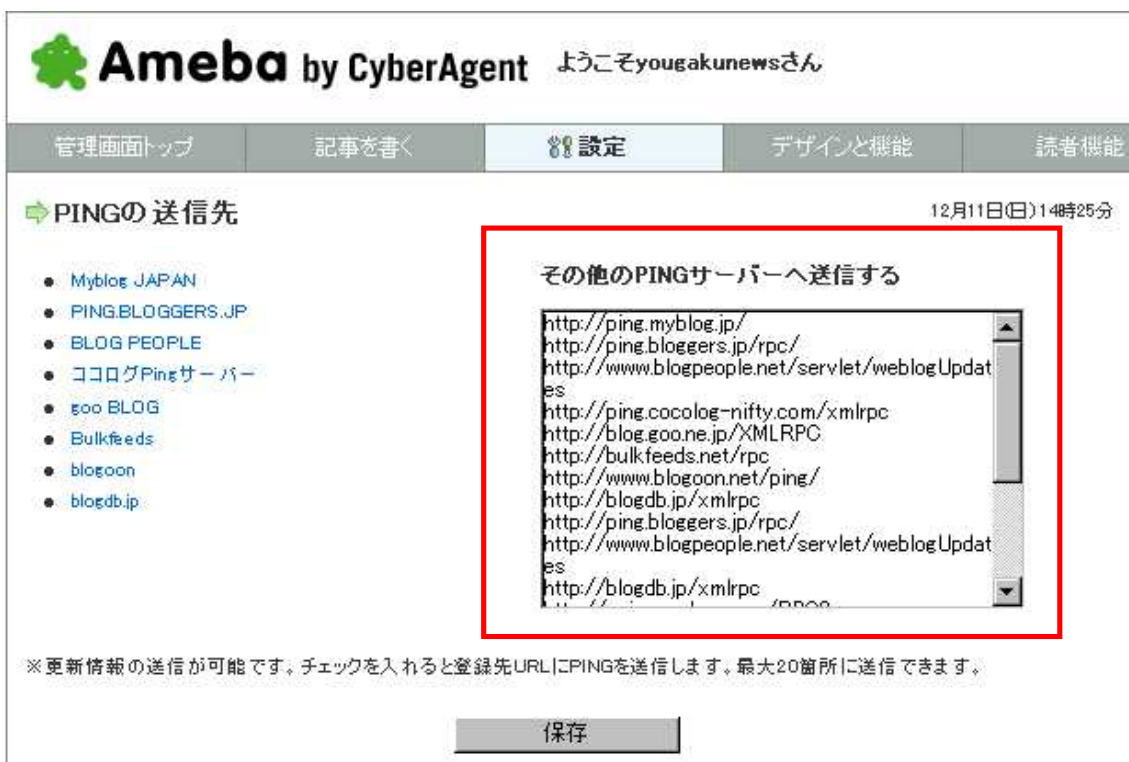 Ameba by CyberAgent ようこそyougakunewsさん
管理画面トップ 記事を書く 設定 デザインと機能 読者機能
PINGの送信先 12月11日(日)14時25分
Myblog JAPAN
PING.BLOGGERS.JP
BLOG PEOPLE
ココログPingサーバー
goo BLOG
Bulkfeeds
blogoon
blogdb.jp
その他のPINGサーバーへ送信する
http://ping.myblog.jp/
http://ping.bloggers.jp/rpc/
http://www.blogpeople.net/servlet/weblogUpdat
es
http://ping.cocolog-nifty.com/xmlrpc
http://blog.goo.ne.jp/XMLRPC
http://bulkfeeds.net/rpc
http://www.blogoon.net/ping/
http://blogdb.jp/xmlrpc
http://ping.bloggers.jp/rpc/
http://www.blogpeople.net/servlet/weblogUpdat
es
http://blogdb.jp/xmlrpc
※更新情報の送信が可能です。チェックを入れると登録先URLにPINGを送信します。最大20箇所に送信できます。
保存